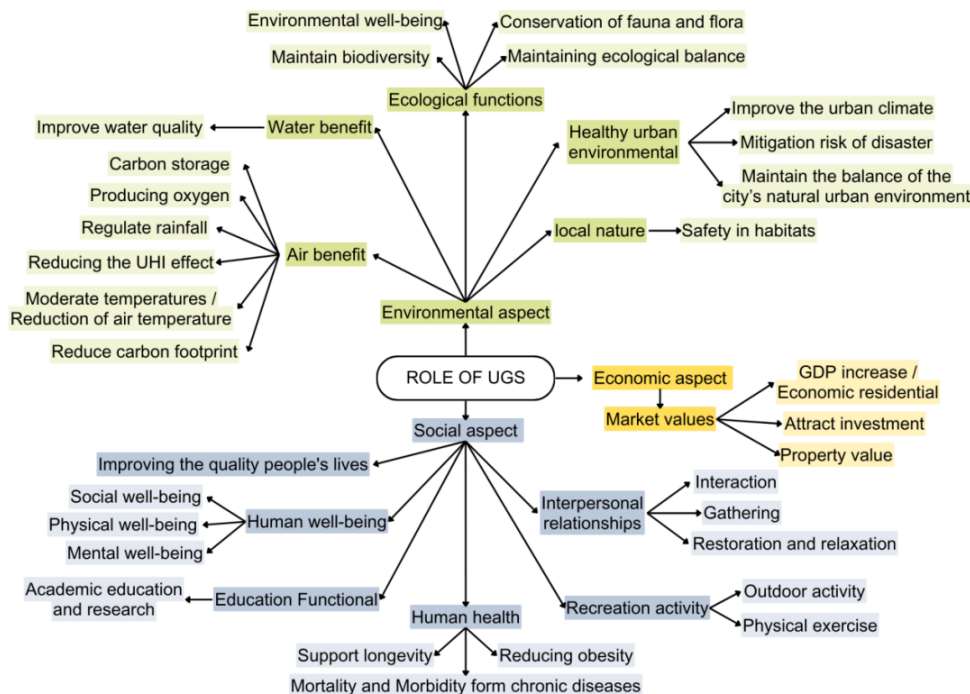 Environmental well-being
Conservation of fauna and flora
Maintain biodiversity
Maintaining ecological balance
Ecological functions
Improve the urban climate
Improve water quality
Water benefit
Healthy urban
environmental
Mitigation risk of disaster
Carbon storage
Maintain the balance of the
city's natural urban environment
Producing oxygen
Regulate rainfall
local nature
Safety in habitats
Air benefit
Reducing the UHI effect
Moderate temperatures /
Reduction of air temperature
Environmental aspect
Reduce carbon footprint
ROLE OF UGS
Economic aspect
GDP increase /
Economic residential
Market values
Attract investment
Property value
Social aspect
Improving the quality people's lives
Interaction
Social well-being
Interpersonal
relationships
Physical well-being
Human well-being
Gathering
Mental well-being
Restoration and relaxation
Academic education
and research
Education Functional
Recreation activity
Outdoor activity
Human health
Physical exercise
Support longevity
Reducing obesity
Mortality and Morbidity form chronic diseases